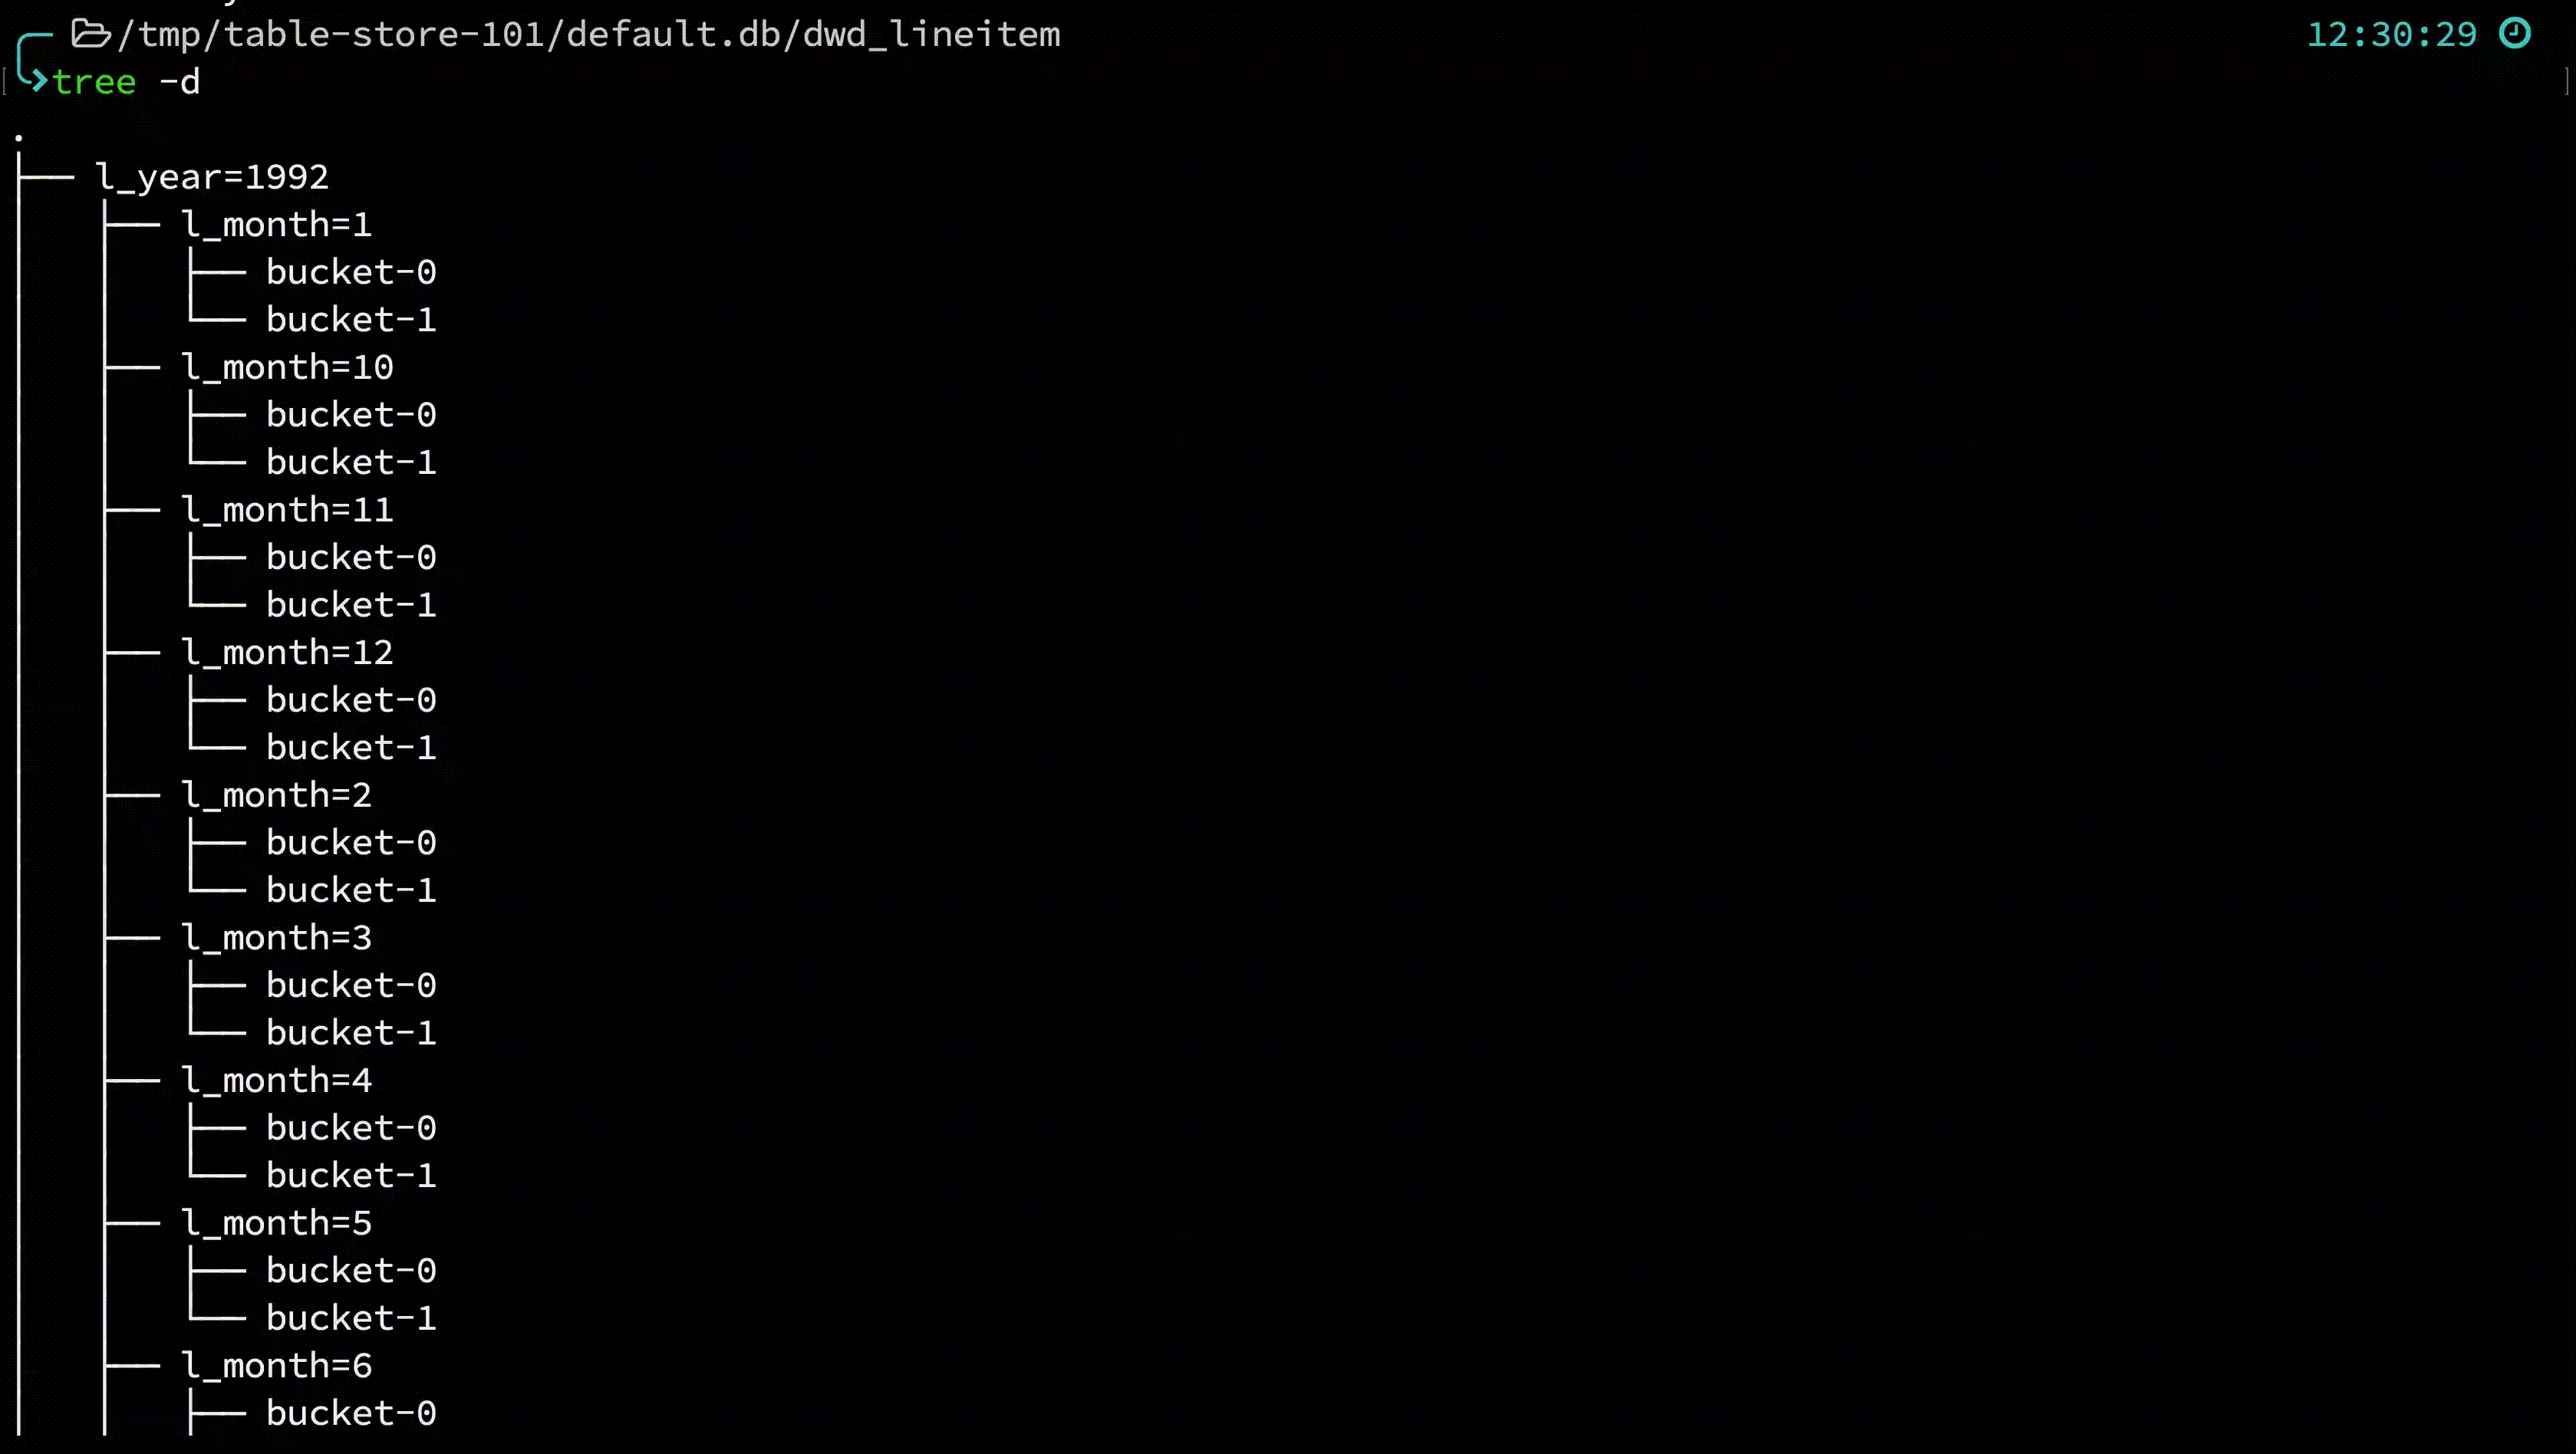 /tmp/table-store-101/default.db/dwd_lineitem 12:30:29
tree -d
.
├── l_year=1992
│   ├── l_month=1
│   │   ├── bucket-0
│   │   └── bucket-1
│   ├── l_month=10
│   │   ├── bucket-0
│   │   └── bucket-1
│   ├── l_month=11
│   │   ├── bucket-0
│   │   └── bucket-1
│   ├── l_month=12
│   │   ├── bucket-0
│   │   └── bucket-1
│   ├── l_month=2
│   │   ├── bucket-0
│   │   └── bucket-1
│   ├── l_month=3
│   │   ├── bucket-0
│   │   └── bucket-1
│   ├── l_month=4
│   │   ├── bucket-0
│   │   └── bucket-1
│   ├── l_month=5
│   │   ├── bucket-0
│   │   └── bucket-1
│   ├── l_month=6
│   │   ├── bucket-0